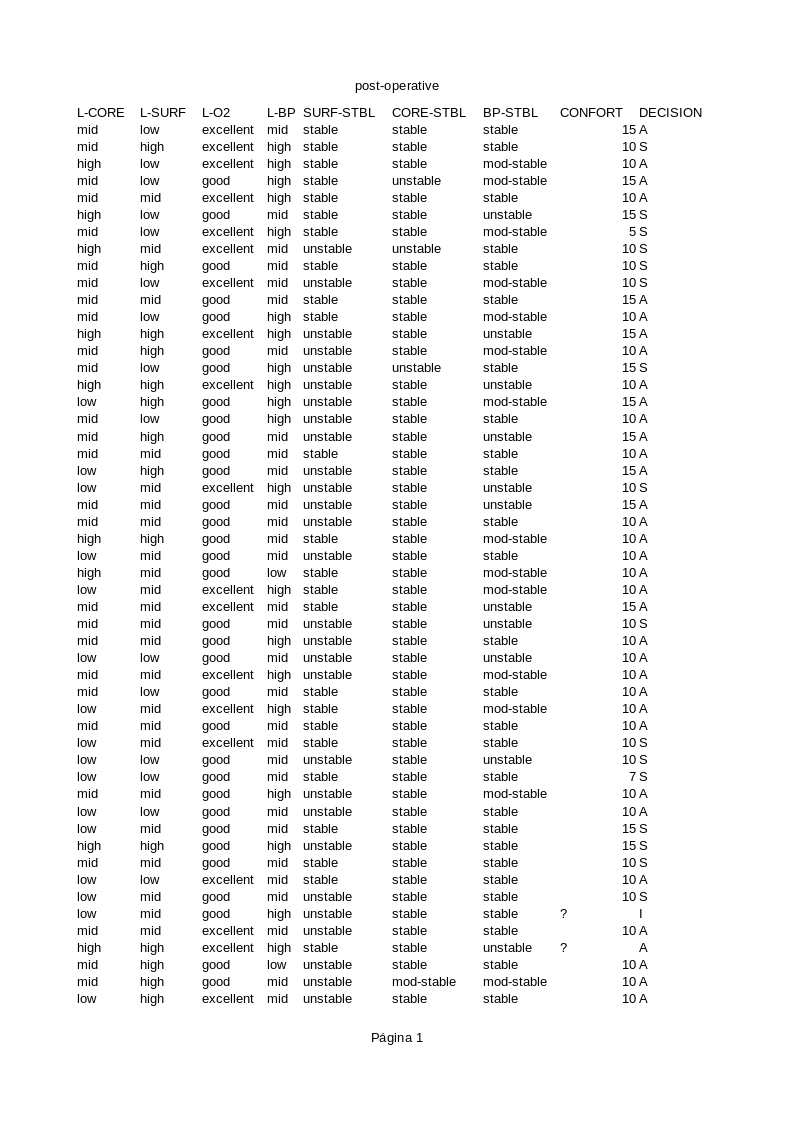 post-operative
L-CORE L-SURF L-O2 L-BP SURF-STBL CORE-STBL BP-STBL CONFORT DECISION
mid low excellent mid stable stable stable 15 A
mid high excellent high stable stable stable 10 S
high low excellent high stable stable mod-stable 10 A
mid low good high stable unstable mod-stable 15 A
mid mid excellent high stable stable stable 10 A
high low good mid stable stable unstable 15 S
mid low excellent high stable stable mod-stable 5 S
high mid excellent mid unstable unstable stable 10 S
mid high good mid stable stable stable 10 S
mid low excellent mid unstable stable mod-stable 10 S
mid mid good mid stable stable stable 15 A
mid low good high stable stable mod-stable 10 A
high high excellent high unstable stable unstable 15 A
mid high good mid unstable stable mod-stable 10 A
mid low good high unstable unstable stable 15 S
high high excellent high unstable stable unstable 10 A
low high good high unstable stable mod-stable 15 A
mid low good high unstable stable stable 10 A
mid high good mid unstable stable unstable 15 A
mid mid good mid stable stable stable 10 A
low high good mid unstable stable stable 15 A
low mid excellent high unstable stable unstable 10 S
mid mid good mid unstable stable unstable 15 A
mid mid good mid unstable stable stable 10 A
high high good mid stable stable mod-stable 10 A
low mid good mid unstable stable stable 10 A
high mid good low stable stable mod-stable 10 A
low mid excellent high stable stable mod-stable 10 A
mid mid excellent mid stable stable unstable 15 A
mid mid good mid unstable stable unstable 10 S
mid mid good high unstable stable stable 10 A
low low good mid unstable stable unstable 10 A
mid mid excellent high unstable stable mod-stable 10 A
mid low good mid stable stable stable 10 A
low mid excellent high stable stable mod-stable 10 A
mid mid good mid stable stable stable 10 A
low mid excellent mid stable stable stable 10 S
low low good mid unstable stable unstable 10 S
low low good mid stable stable stable 7 S
mid mid good high unstable stable mod-stable 10 A
low low good mid unstable stable stable 10 A
low mid good mid stable stable stable 15 S
high high good high unstable stable stable 15 S
mid mid good mid stable stable stable 10 S
low low excellent mid stable stable stable 10 A
low mid good mid unstable stable stable 10 S
low mid good high unstable stable stable ? I
mid mid excellent mid unstable stable stable 10 A
high high excellent high stable stable unstable ? A
mid high good low unstable stable stable 10 A
mid high good mid unstable mod-stable mod-stable 10 A
low high excellent mid unstable stable stable 10 A
Página 1